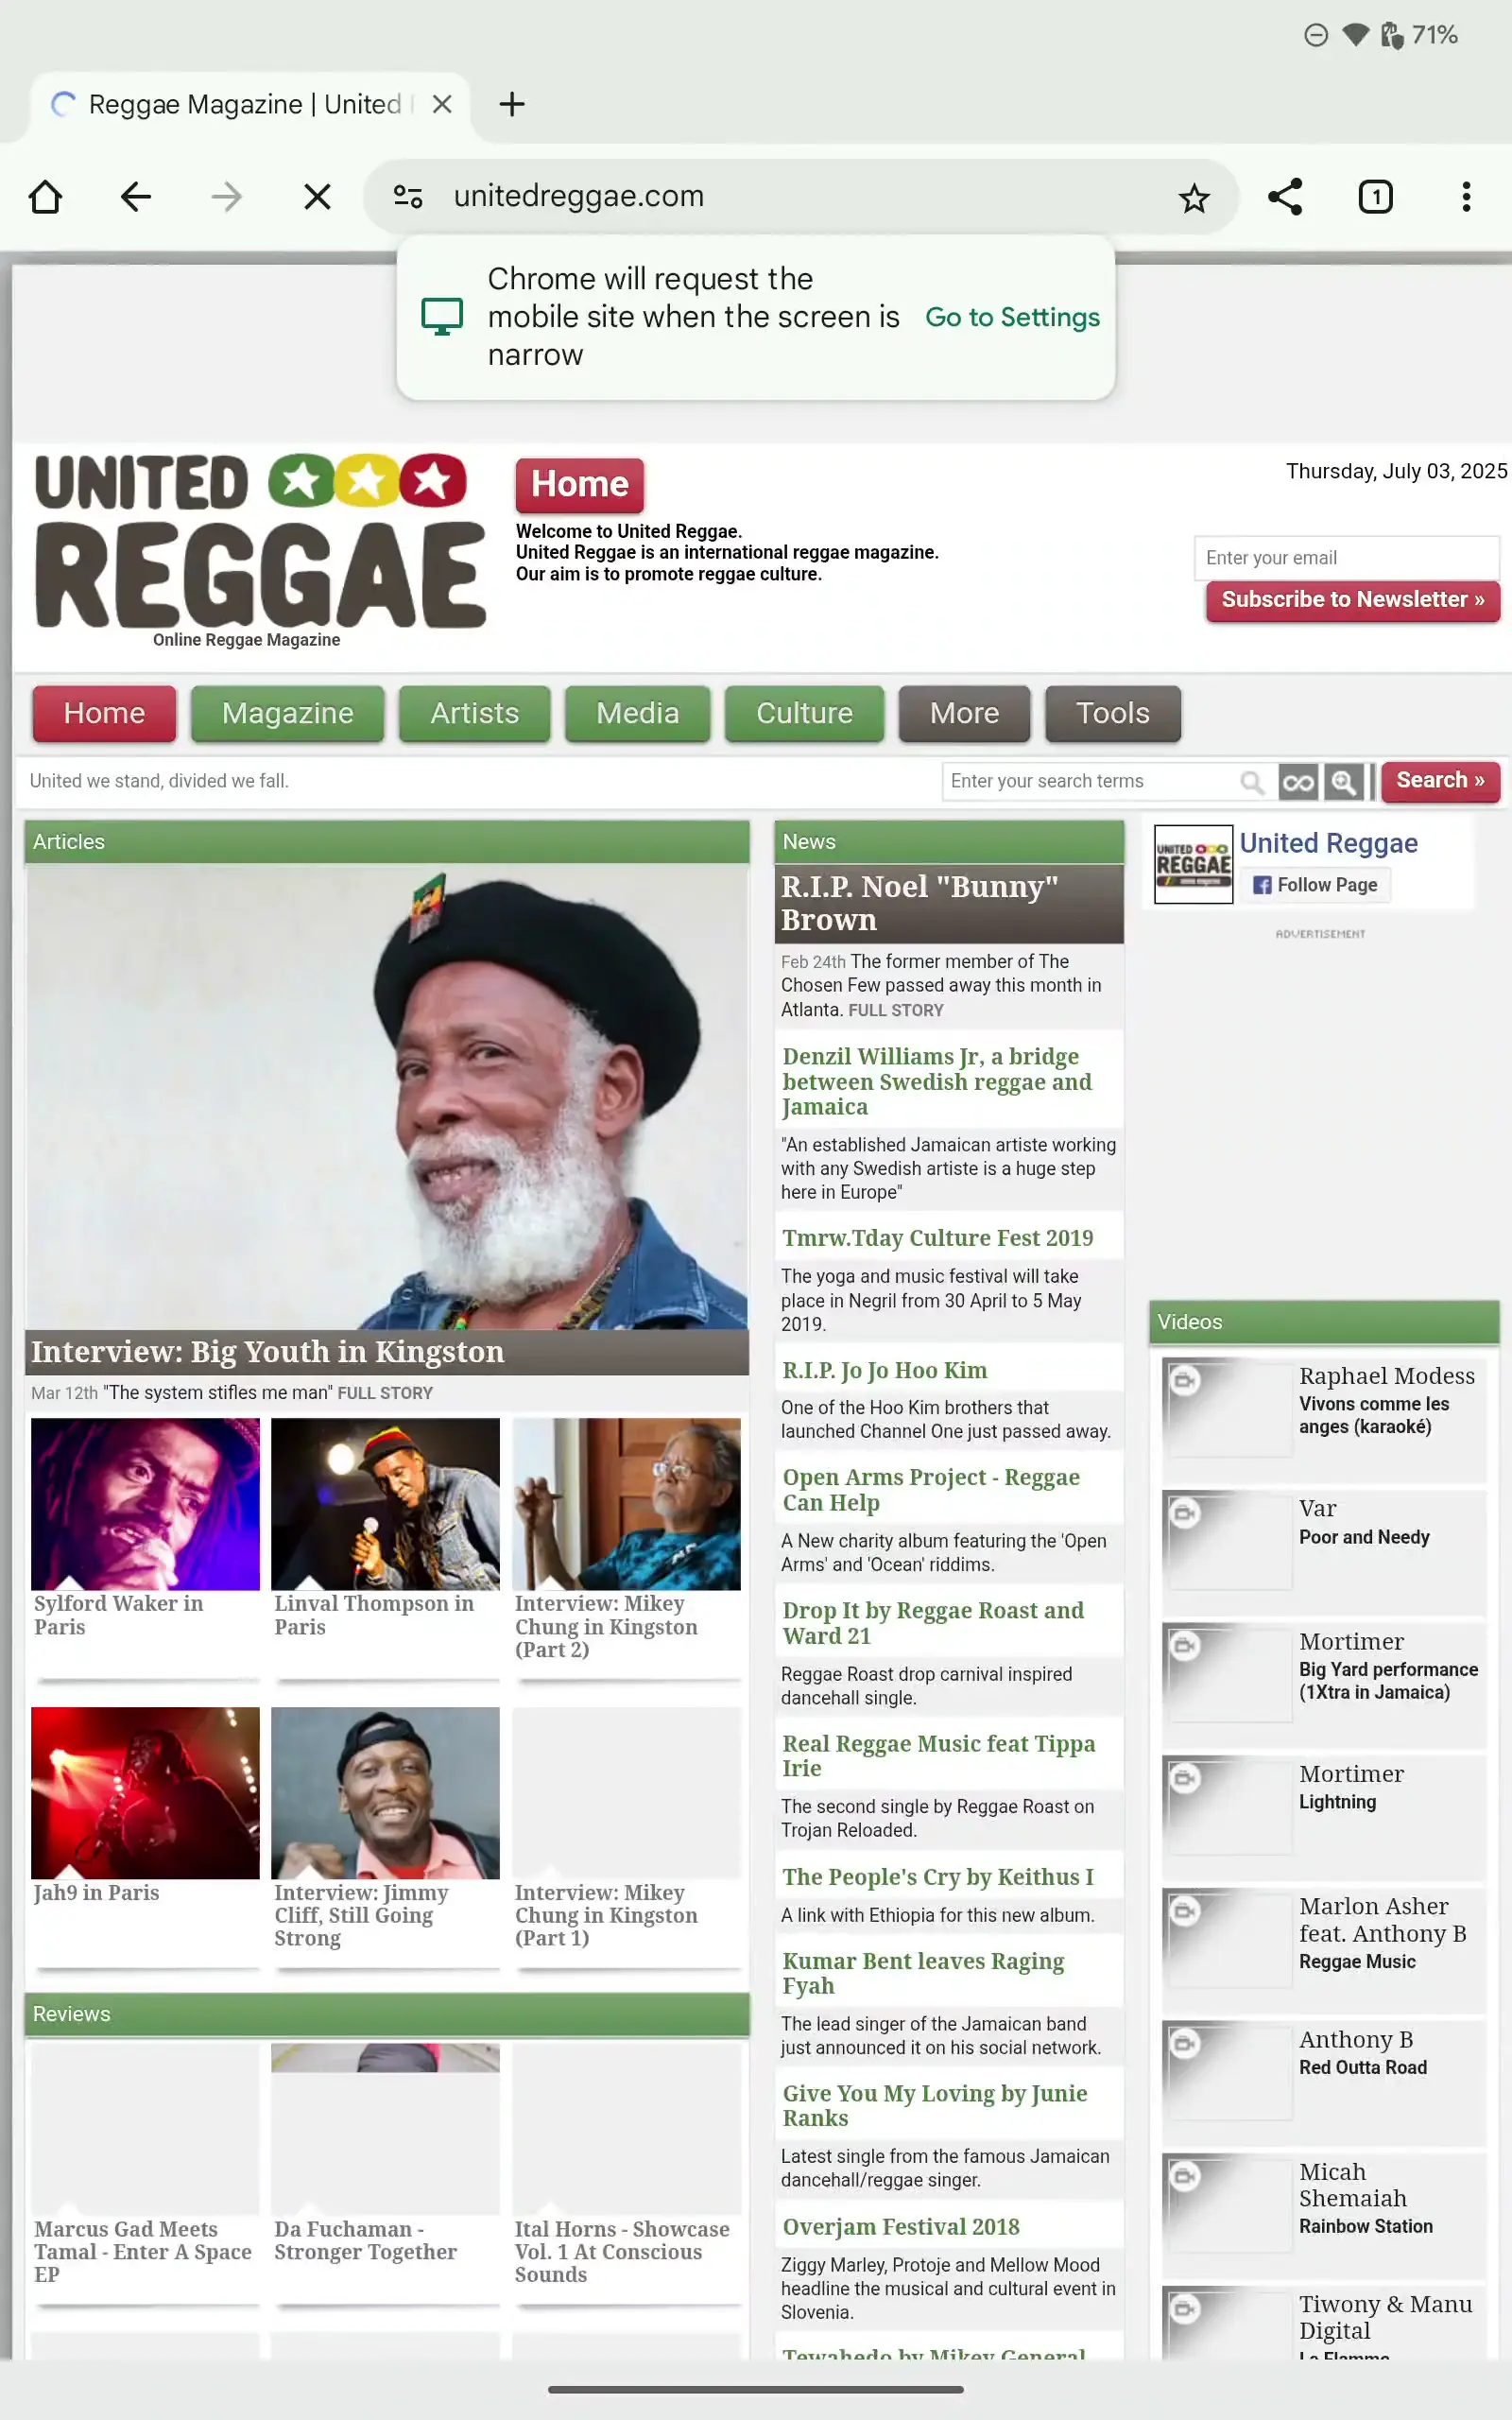 71%
Reggae Magazine | United
unitedreggae.com
1
Chrome will request the
mobile site when the screen is
narrow
Go to Settings
UNITED
REGGAE
Online Reggae Magazine
Home
Welcome to United Reggae.
United Reggae is an international reggae magazine.
Our aim is to promote reggae culture.
Thursday, July 03, 2025
Enter your email
Subscribe to Newsletter »
Home Magazine Artists Media Culture More Tools
United we stand, divided we fall.
Enter your search terms
Search »
Articles
Interview: Big Youth in Kingston
Mar 12th "The system stifles me man" FULL STORY
Sylford Waker in
Paris
Linval Thompson in
Paris
Interview: Mikey
Chung in Kingston
(Part 2)
Jah9 in Paris
Interview: Jimmy
Cliff, Still Going
Strong
Interview: Mikey
Chung in Kingston
(Part 1)
Reviews
Marcus Gad Meets
Tamal - Enter A Space
EP
Da Fuchaman -
Stronger Together
Ital Horns - Showcase
Vol. 1 At Conscious
Sounds
News
R.I.P. Noel "Bunny"
Brown
Feb 24th The former member of The
Chosen Few passed away this month in
Atlanta. FULL STORY
Denzil Williams Jr, a bridge
between Swedish reggae and
Jamaica
"An established Jamaican artiste working
with any Swedish artiste is a huge step
here in Europe"
Tmrw.Tday Culture Fest 2019
The yoga and music festival will take
place in Negril from 30 April to 5 May
2019.
R.I.P. Jo Jo Hoo Kim
One of the Hoo Kim brothers that
launched Channel One just passed away.
Open Arms Project - Reggae
Can Help
A New charity album featuring the 'Open
Arms' and 'Ocean' riddims.
Drop It by Reggae Roast and
Ward 21
Reggae Roast drop carnival inspired
dancehall single.
Real Reggae Music feat Tippa
Irie
The second single by Reggae Roast on
Trojan Reloaded.
The People's Cry by Keithus I
A link with Ethiopia for this new album.
Kumar Bent leaves Raging
Fyah
The lead singer of the Jamaican band
just announced it on his social network.
Give You My Loving by Junie
Ranks
Latest single from the famous Jamaican
dancehall/reggae singer.
Overjam Festival 2018
Ziggy Marley, Protoje and Mellow Mood
headline the musical and cultural event in
Slovenia.
Tewahedo by Mikey General
UNITED
REGGAE
United Reggae
Follow Page
ADVERTISEMENT
Videos
Raphael Modess
Vivons comme les
anges (karaoké)
Var
Poor and Needy
Mortimer
Big Yard performance
(1Xtra in Jamaica)
Mortimer
Lightning
Marlon Asher
feat. Anthony B
Reggae Music
Anthony B
Red Outta Road
Micah
Shemaiah
Rainbow Station
Tiwony & Manu
Digital
La Flamme